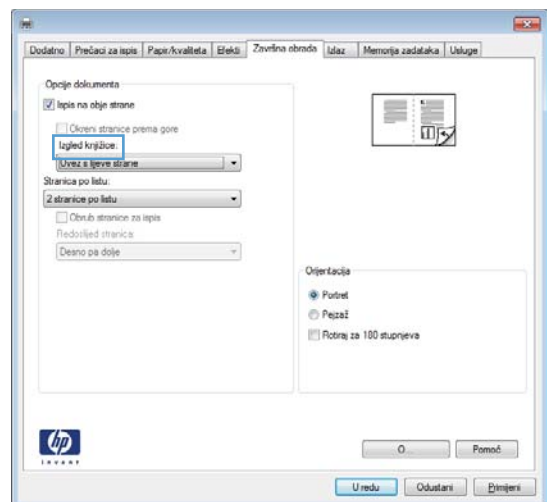 Dodatno Prečaci za ispis Papir/kvaliteta Efekti Završna obrada Izlaz Memorija zadataka Usluge
Opcije dokumenta
Ispis na obje strane
Okreni stranice prema gore
Izgled knjižice:
Uvez s lijeve strane
Stranica po listu:
2 stranice po listu
Obrub stranice za ispis
Redoslijed stranica:
Desno pa dolje
Orijentacija
Portret
Pejzaž
Rotiraj za 180 stupnjeva
hp
invent
O... Pomoć
U redu Odustani Primijeni